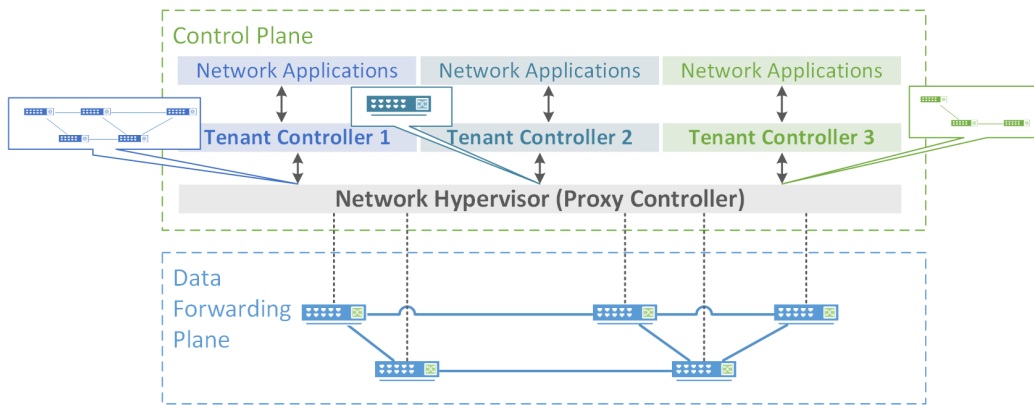 Control Plane
Network Applications
Network Applications
Network Applications
Tenant Controller 1
Tenant Controller 2
Tenant Controller 3
Network Hypervisor (Proxy Controller)
Data
Forwarding
Plane